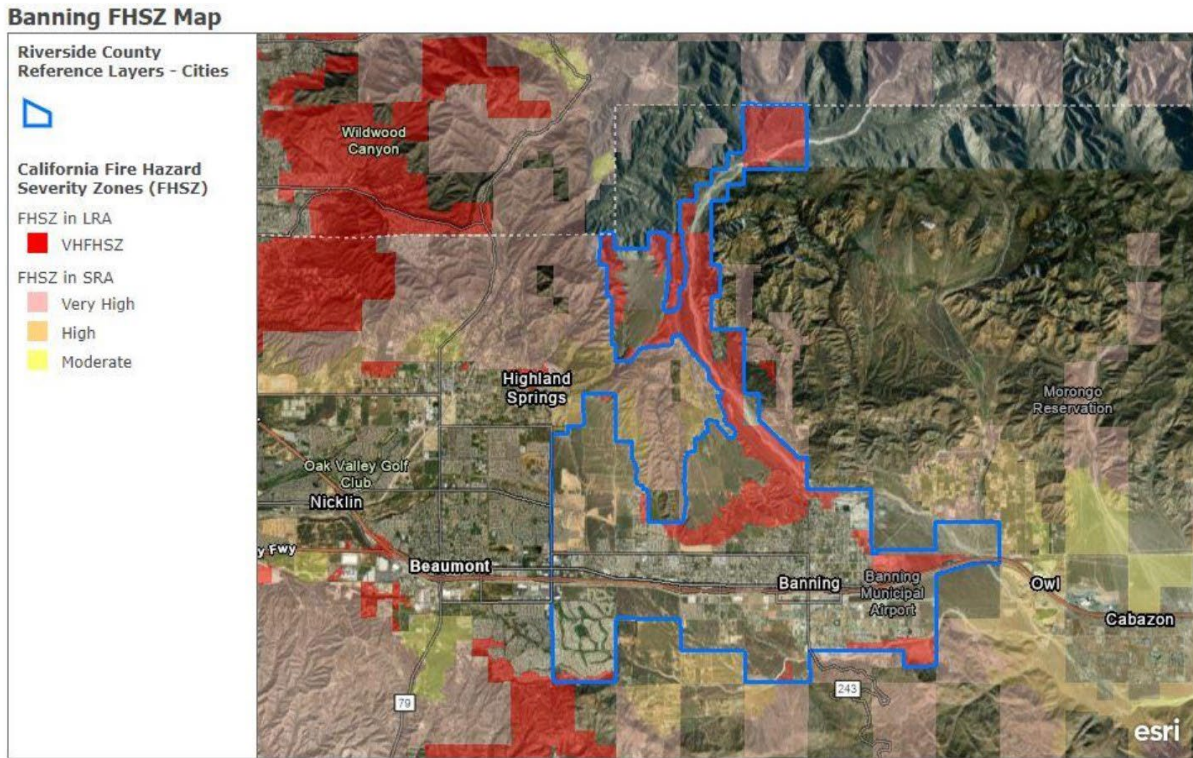 Banning FHSZ Map
Riverside County
Reference Layers - Cities
California Fire Hazard
Severity Zones (FHSZ)
FHSZ in LRA
VHFHSZ
FHSZ in SRA
Very High
High
Moderate
Wildwood
Canyon
Highland
Springs
Morongo
Reservation
Oak Valley Golf
Club
Nicklin
y Fwy
Beaumont
Banning
Banning
Municipal
Airport
Owl
Cabazon
79
243
esri